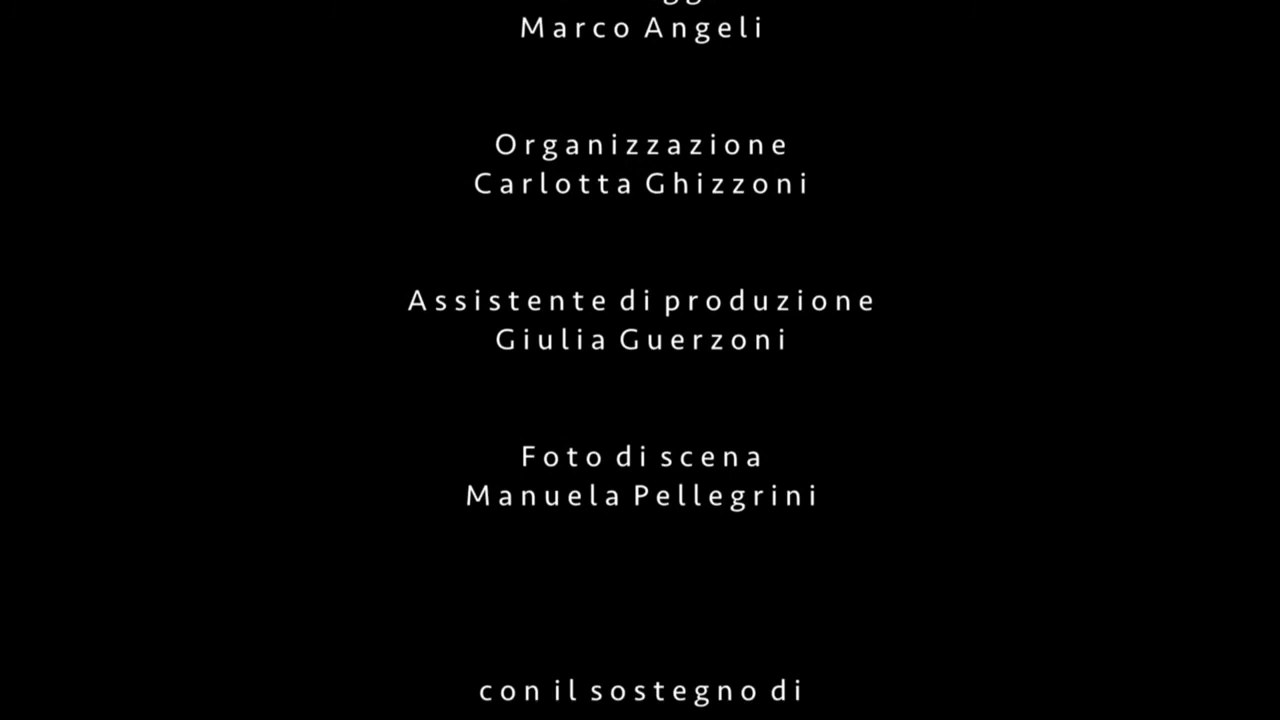 Marco Angeli
Organizzazione
Carlotta Ghizzoni
Assistente di produzione
Giulia Guerzoni
Foto di scena
Manuela Pellegrini
con il sostegno di